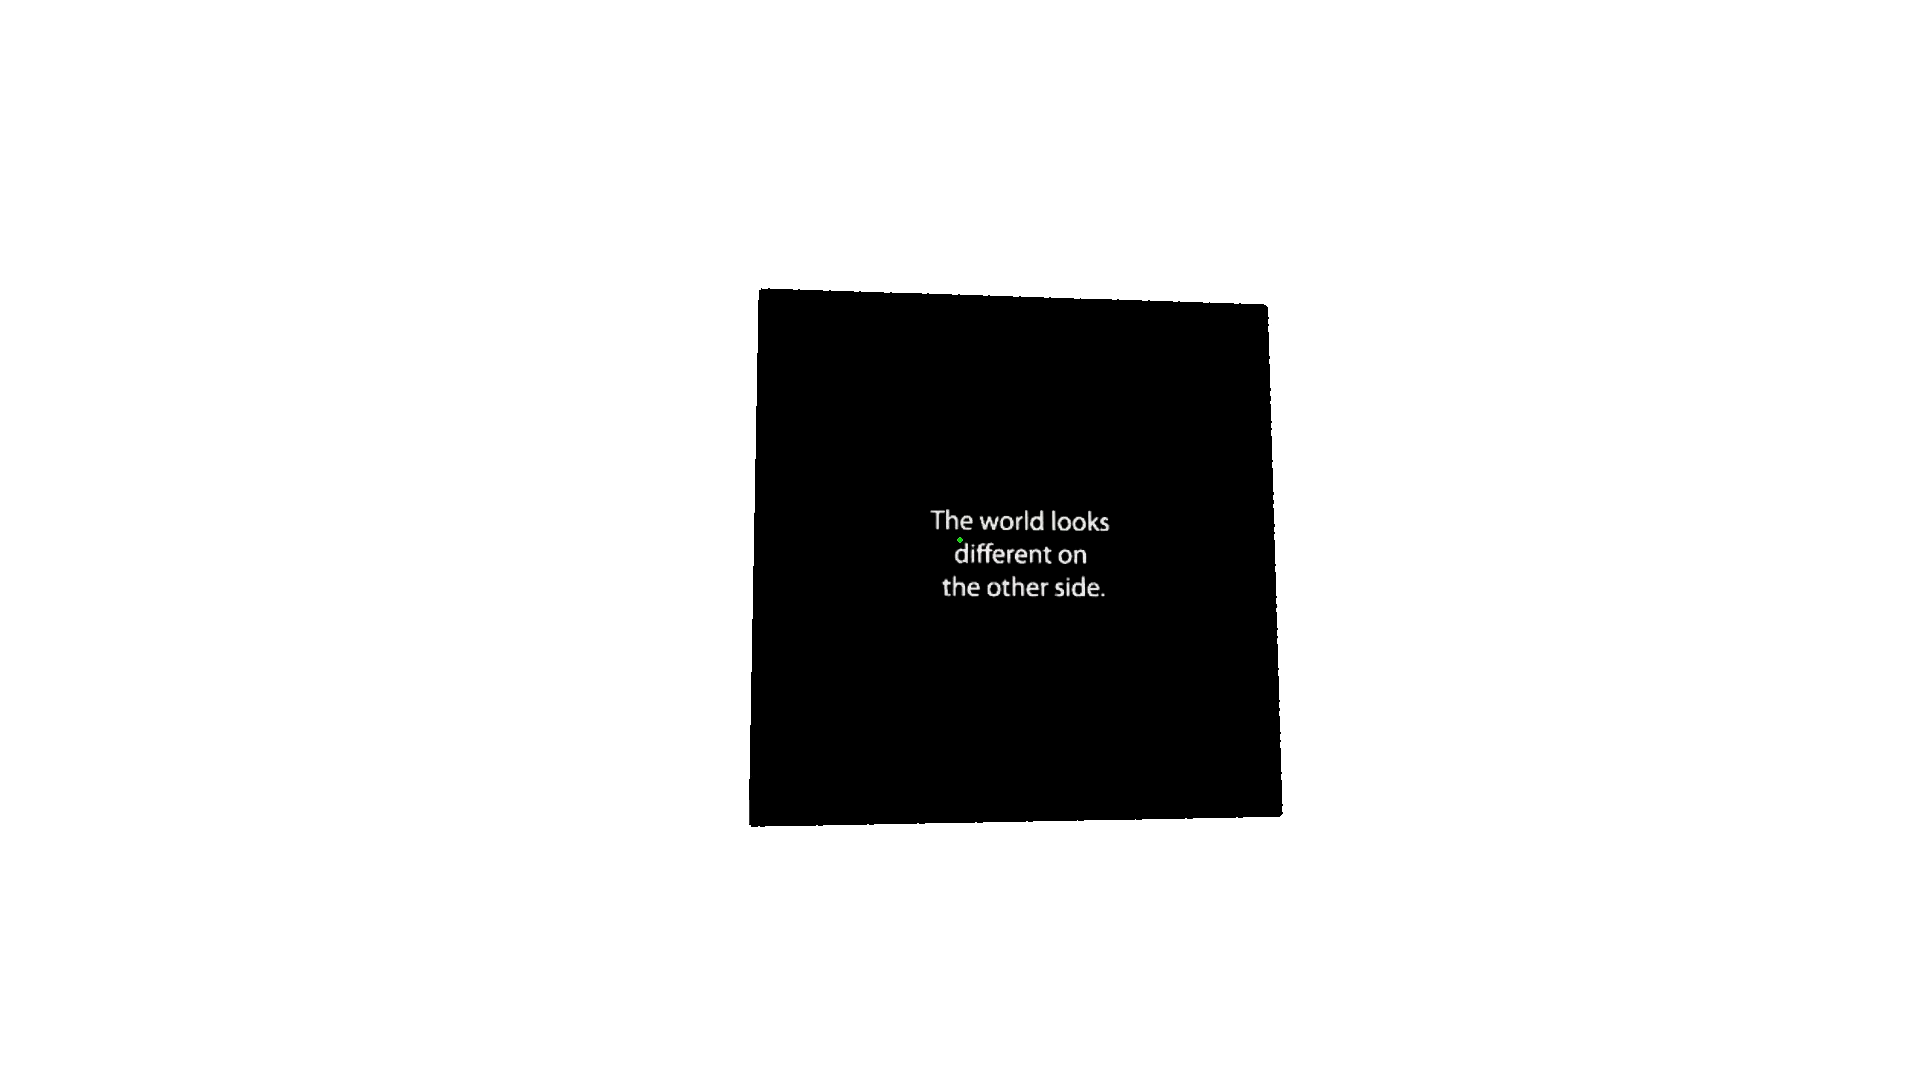 The world looks
different on
the other side.